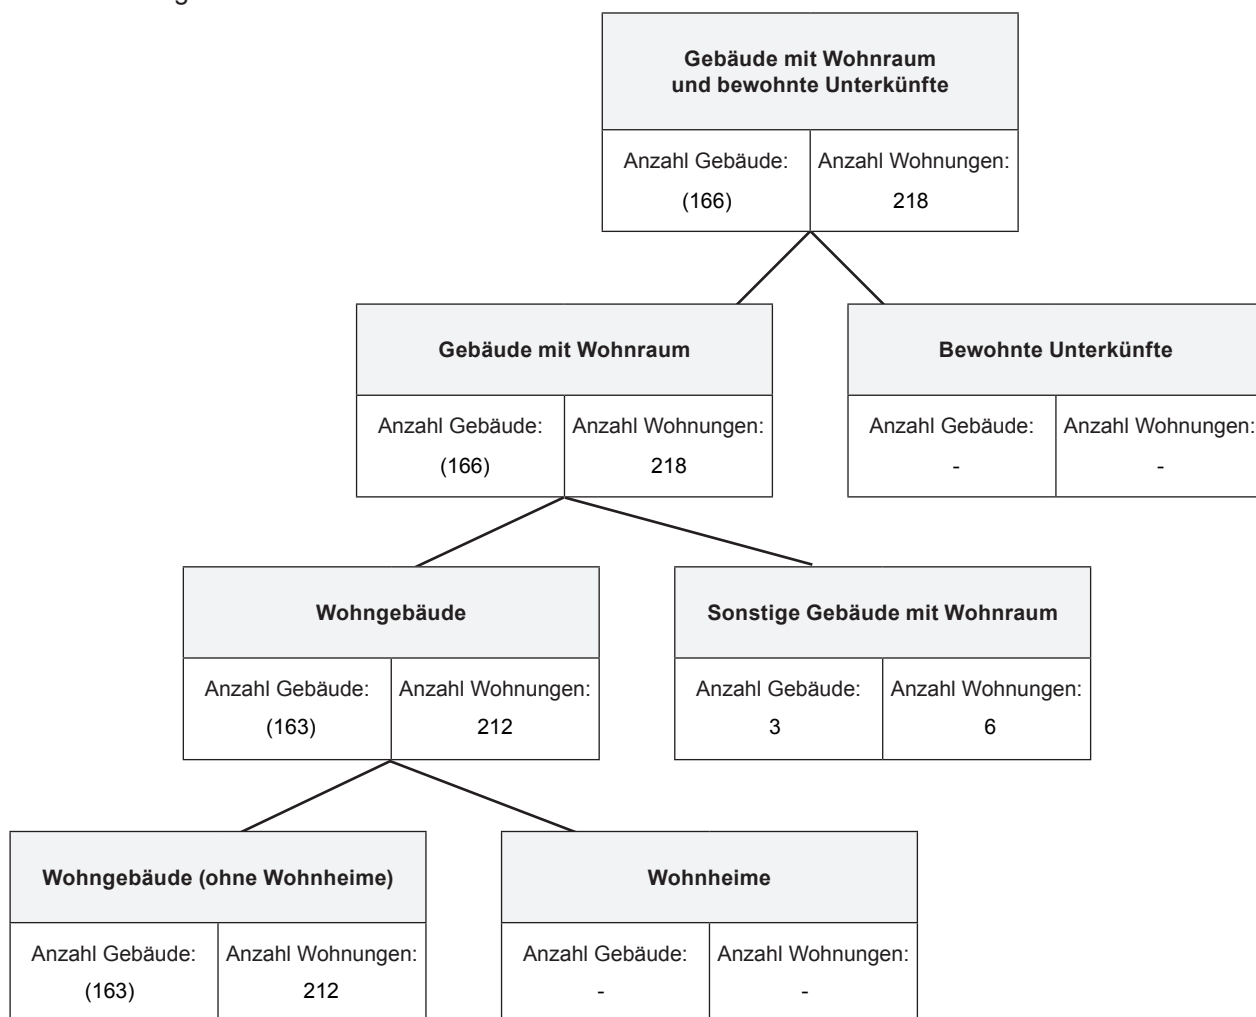 Gebäude mit Wohnraum
und bewohnte Unterkünfte
Anzahl Gebäude: Anzahl Wohnungen:
(166) 218
Gebäude mit Wohnraum
Bewohnte Unterkünfte
Anzahl Gebäude: Anzahl Wohnungen:
(166) 218
Anzahl Gebäude: Anzahl Wohnungen:
- -
Wohngebäude
Sonstige Gebäude mit Wohnraum
Anzahl Gebäude: Anzahl Wohnungen:
(163) 212
Anzahl Gebäude: Anzahl Wohnungen:
3 6
Wohngebäude (ohne Wohnheime)
Wohnheime
Anzahl Gebäude: Anzahl Wohnungen:
(163) 212
Anzahl Gebäude: Anzahl Wohnungen:
- -